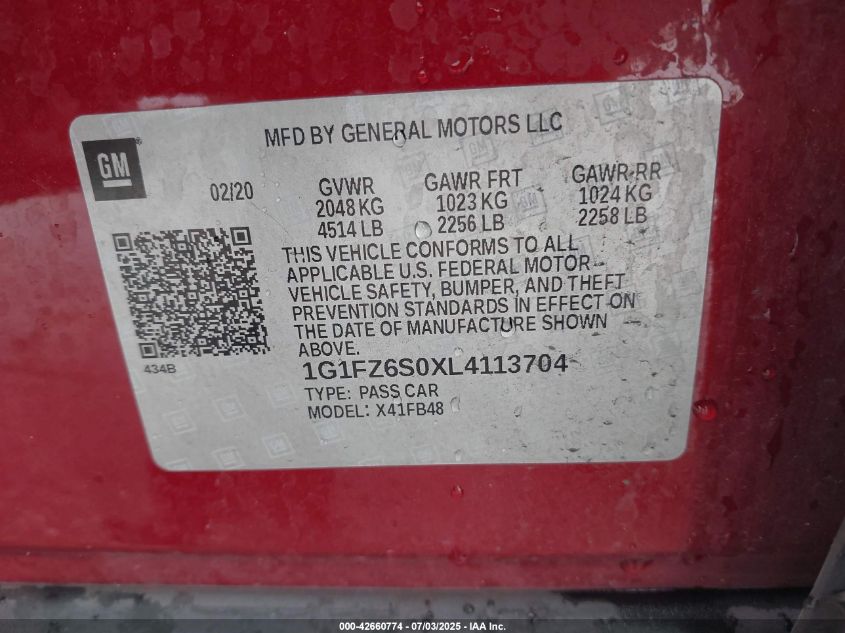 MFD BY GENERAL MOTORS LLC
GM
02/20
GVWR
2048 KG
4514 LB
GAWR FRT
1023 KG
2256 LB
GAWR RR
1024 KG
2258 LB
THIS VEHICLE CONFORMS TO ALL
APPLICABLE U.S. FEDERAL MOTOR
VEHICLE SAFETY, BUMPER, AND THEFT
PREVENTION STANDARDS IN EFFECT ON
THE DATE OF MANUFACTURE SHOWN
ABOVE.
434B
1G1FZ6S0XL4113704
TYPE: PASS CAR
MODEL: X41FB48
000-42660774 - 07/03/2025 - IAA Inc.